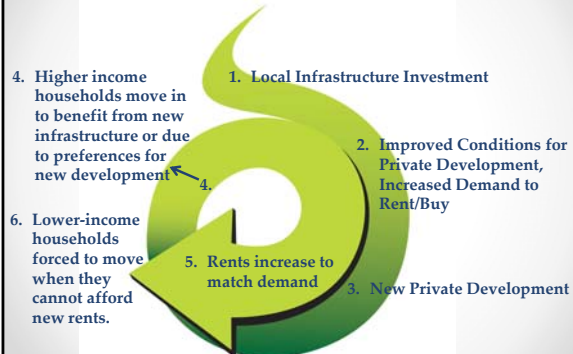 1. Local Infrastructure Investment
2. Improved Conditions for
Private Development,
Increased Demand to
Rent/Buy
3. New Private Development
4. Higher income
households move in
to benefit from new
infrastructure or due
to preferences for
new development
4.
5. Rents increase to
match demand
6. Lower-income
households
forced to move
when they
cannot afford
new rents.